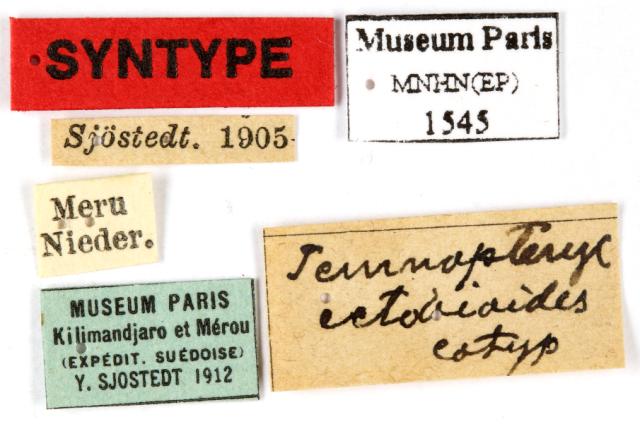 SYNTYPE
Museum Paris
MNHN(EP)
1545
Sjöstedt. 1905
Meru
Nieder.
MUSEUM PARIS
Kilimandjaro et Mérou
(EXPÉDIT. SUÉDOISE)
Y. SJOSTEDT 1912
Temnopteryx
ectobioides
cotyp